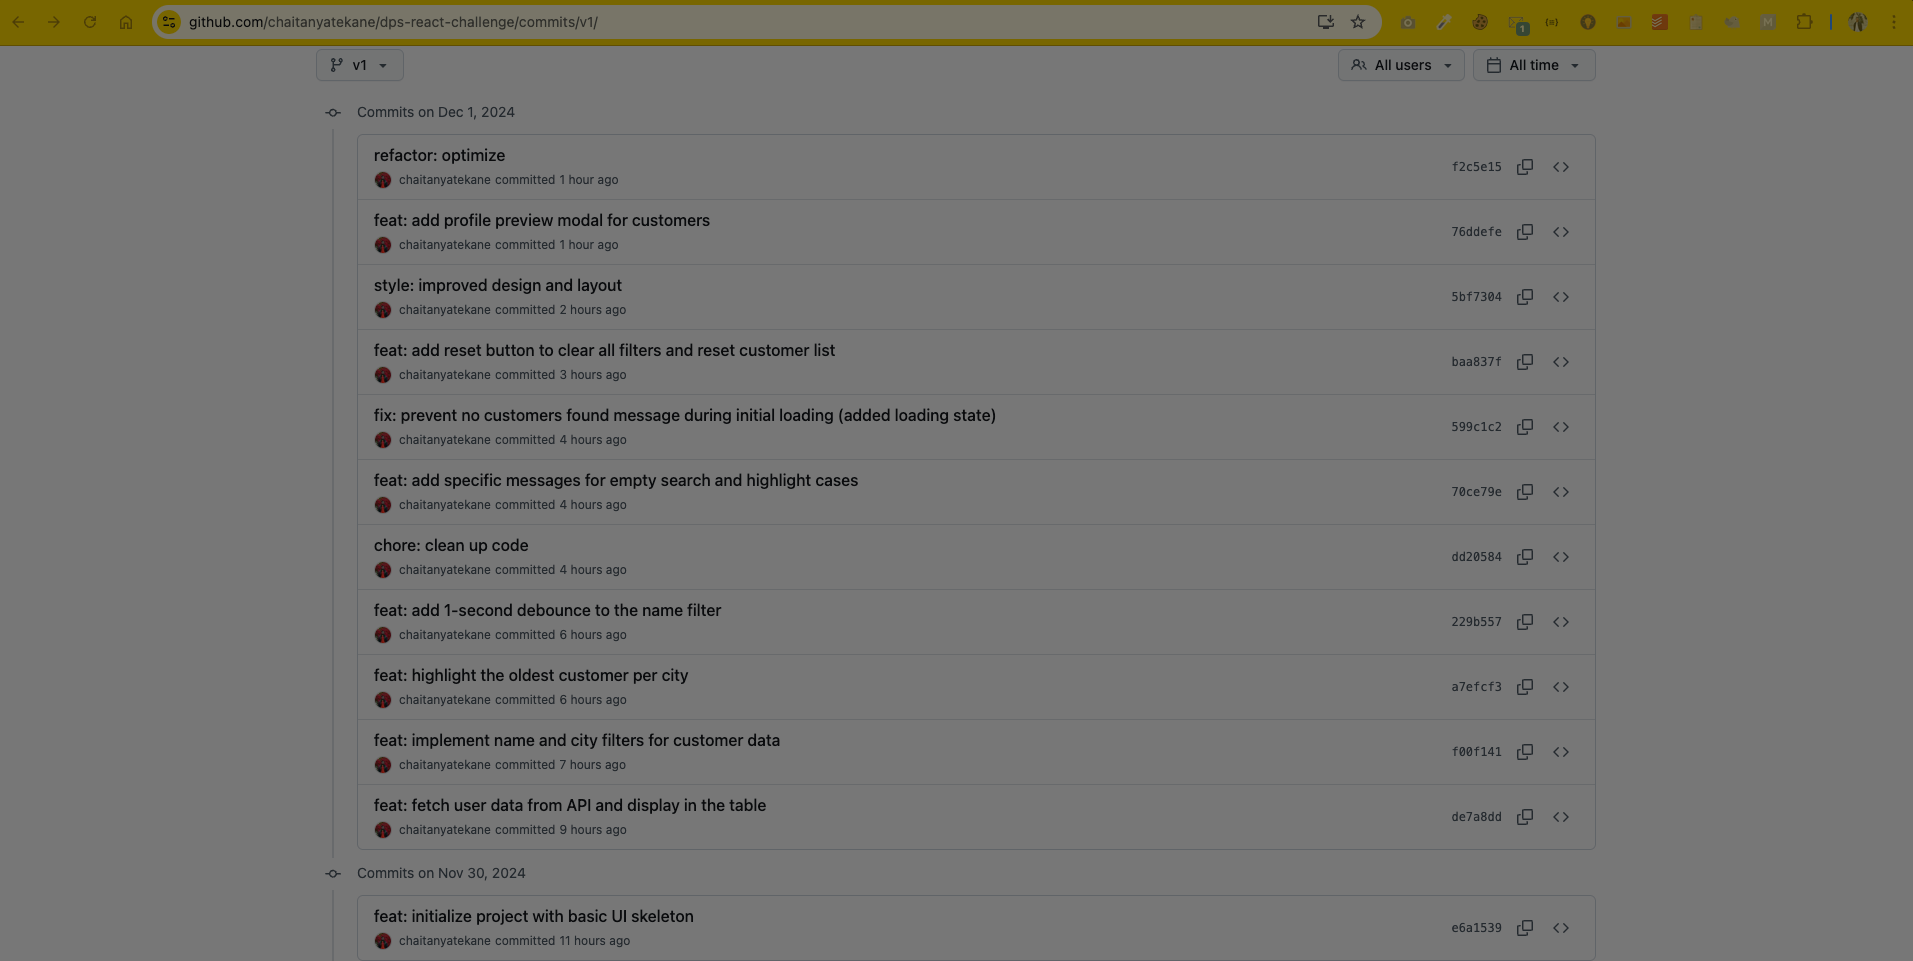 github.com/chaitanyatekane/dps-react-challenge/commits/v1/
1
M
v1
All users
All time
Commits on Dec 1, 2024
refactor: optimize
chaitanyatekane committed 1 hour ago
f2c5e15
feat: add profile preview modal for customers
chaitanyatekane committed 1 hour ago
76ddefe
style: improved design and layout
chaitanyatekane committed 2 hours ago
5bf7304
feat: add reset button to clear all filters and reset customer list
chaitanyatekane committed 3 hours ago
baa837f
fix: prevent no customers found message during initial loading (added loading state)
chaitanyatekane committed 4 hours ago
599c1c2
feat: add specific messages for empty search and highlight cases
chaitanyatekane committed 4 hours ago
70ce79e
chore: clean up code
chaitanyatekane committed 4 hours ago
dd20584
feat: add 1-second debounce to the name filter
chaitanyatekane committed 6 hours ago
229b557
feat: highlight the oldest customer per city
chaitanyatekane committed 6 hours ago
a7efcf3
feat: implement name and city filters for customer data
chaitanyatekane committed 7 hours ago
f00f141
feat: fetch user data from API and display in the table
chaitanyatekane committed 9 hours ago
de7a8dd
Commits on Nov 30, 2024
feat: initialize project with basic UI skeleton
chaitanyatekane committed 11 hours ago
e6a1539